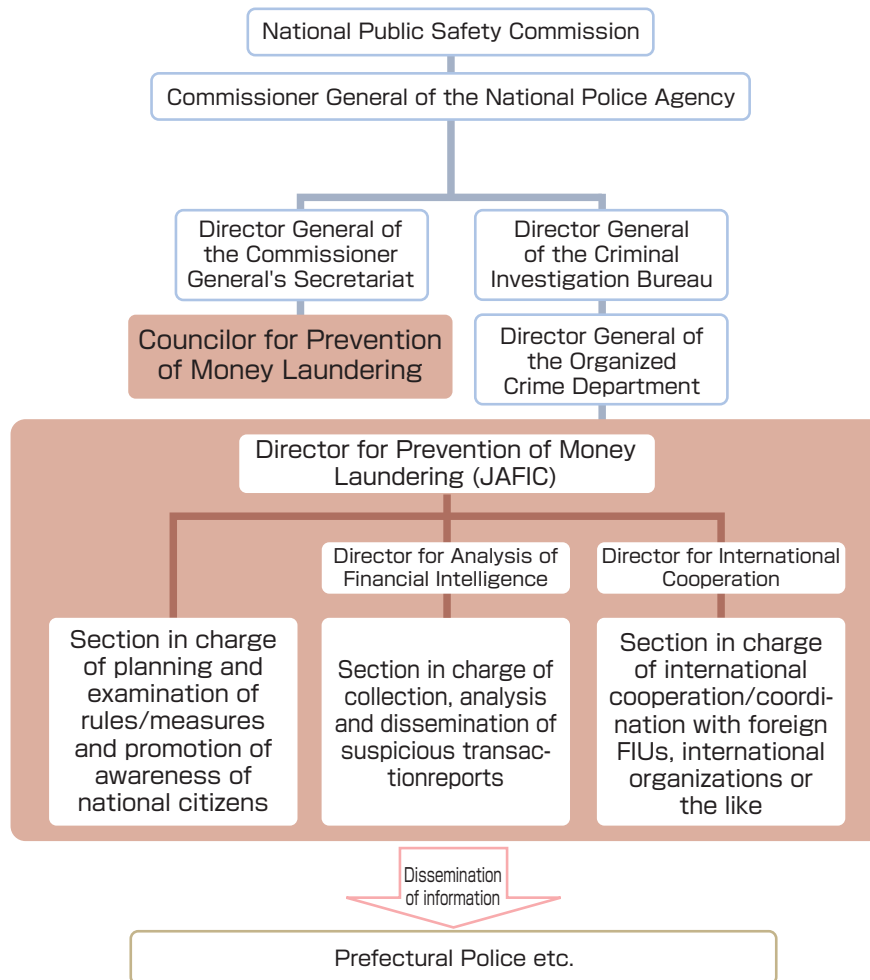 National Public Safety Commission
Commissioner General of the National Police Agency
Director General of
the Commissioner
General's Secretariat
Director General
of the Criminal
Investigation Bureau
Councilor for Prevention
of Money Laundering
Director General of
the Organized
Crime Department
Director for Prevention of Money
Laundering (JAFIC)
Director for Analysis of
Financial Intelligence
Director for International
Cooperation
Section in charge
of planning and
examination of
rules/measures
and promotion of
awareness of
national citizens
Section in charge of
collection, analysis
and dissemination of
suspicious transac-
tionreports
Section in charge
of international
cooperation/coordi-
nation with foreign
FIUs, international
organizations or
the like
Dissemination
of information
Prefectural Police etc.